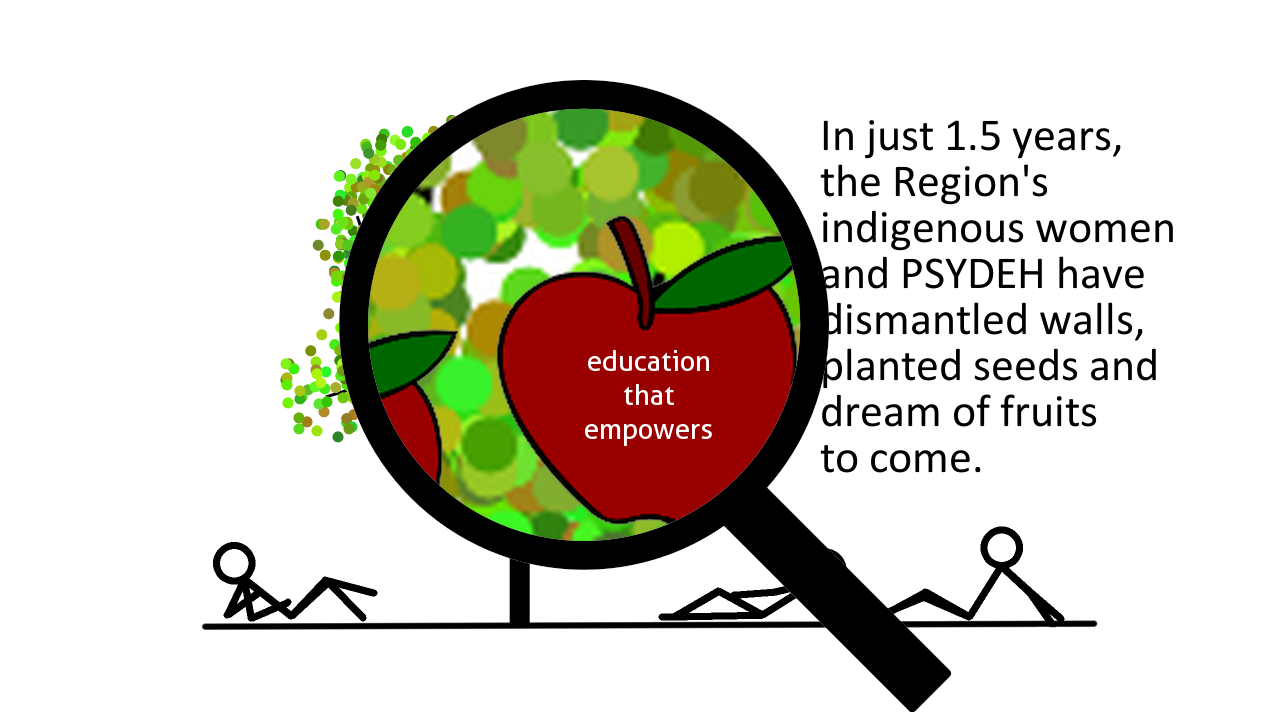 In just 1.5 years,
the Region's
indigenous women
and PSYDEH have
dismantled walls,
planted seeds and
dream of fruits
to come.
education
that
empowers